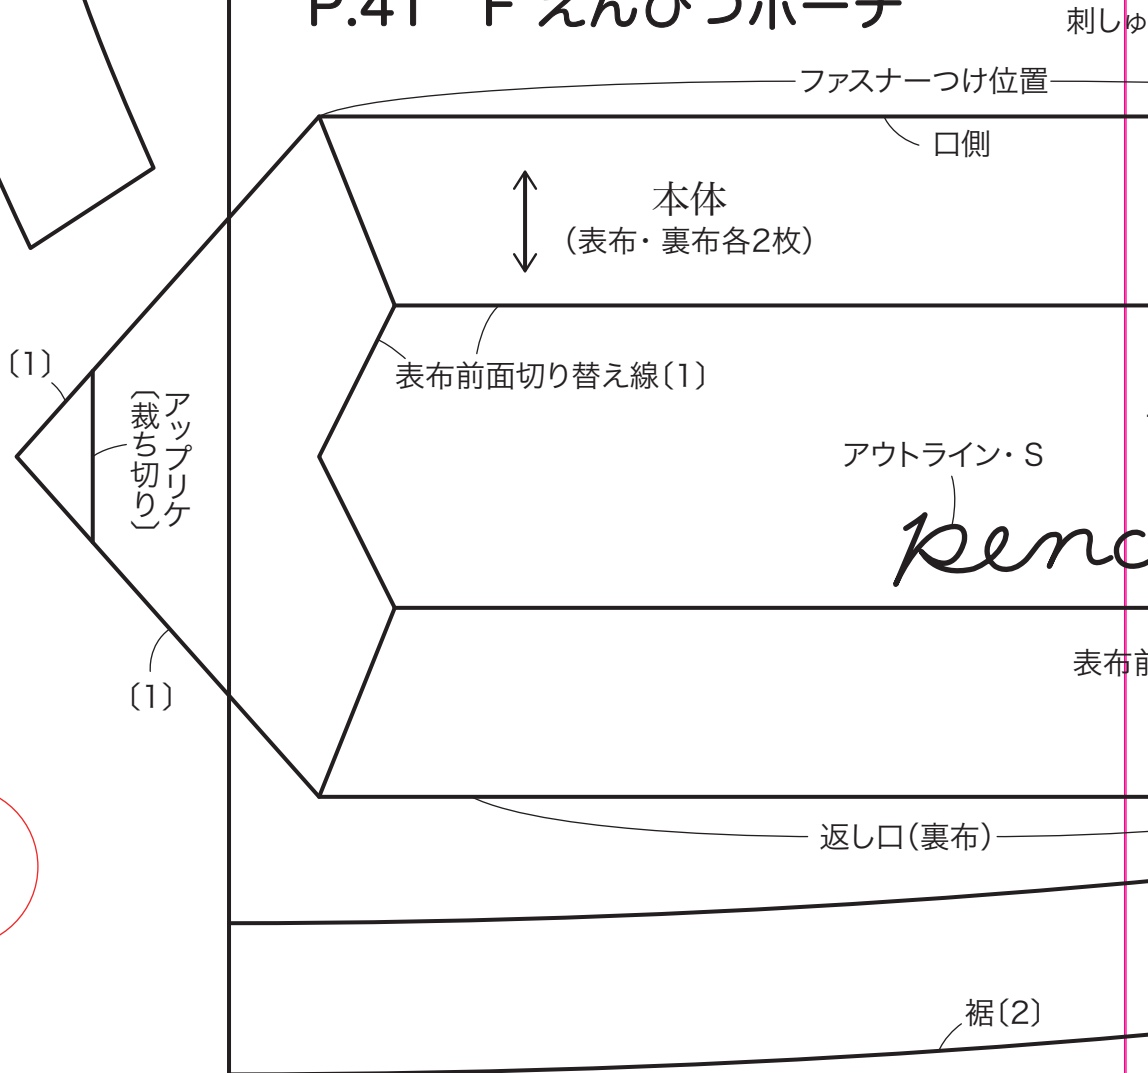 P.41 F えんぴつポーチ
刺しゅ
ファスナーつけ位置
口側
本体
（表布・裏布各2枚）
〔1〕
表布前面切り替え線〔1〕
アップリケ
〔裁ち切り〕
アウトライン・S
penc
表布前
〔1〕
返し口（裏布）
裾〔2〕